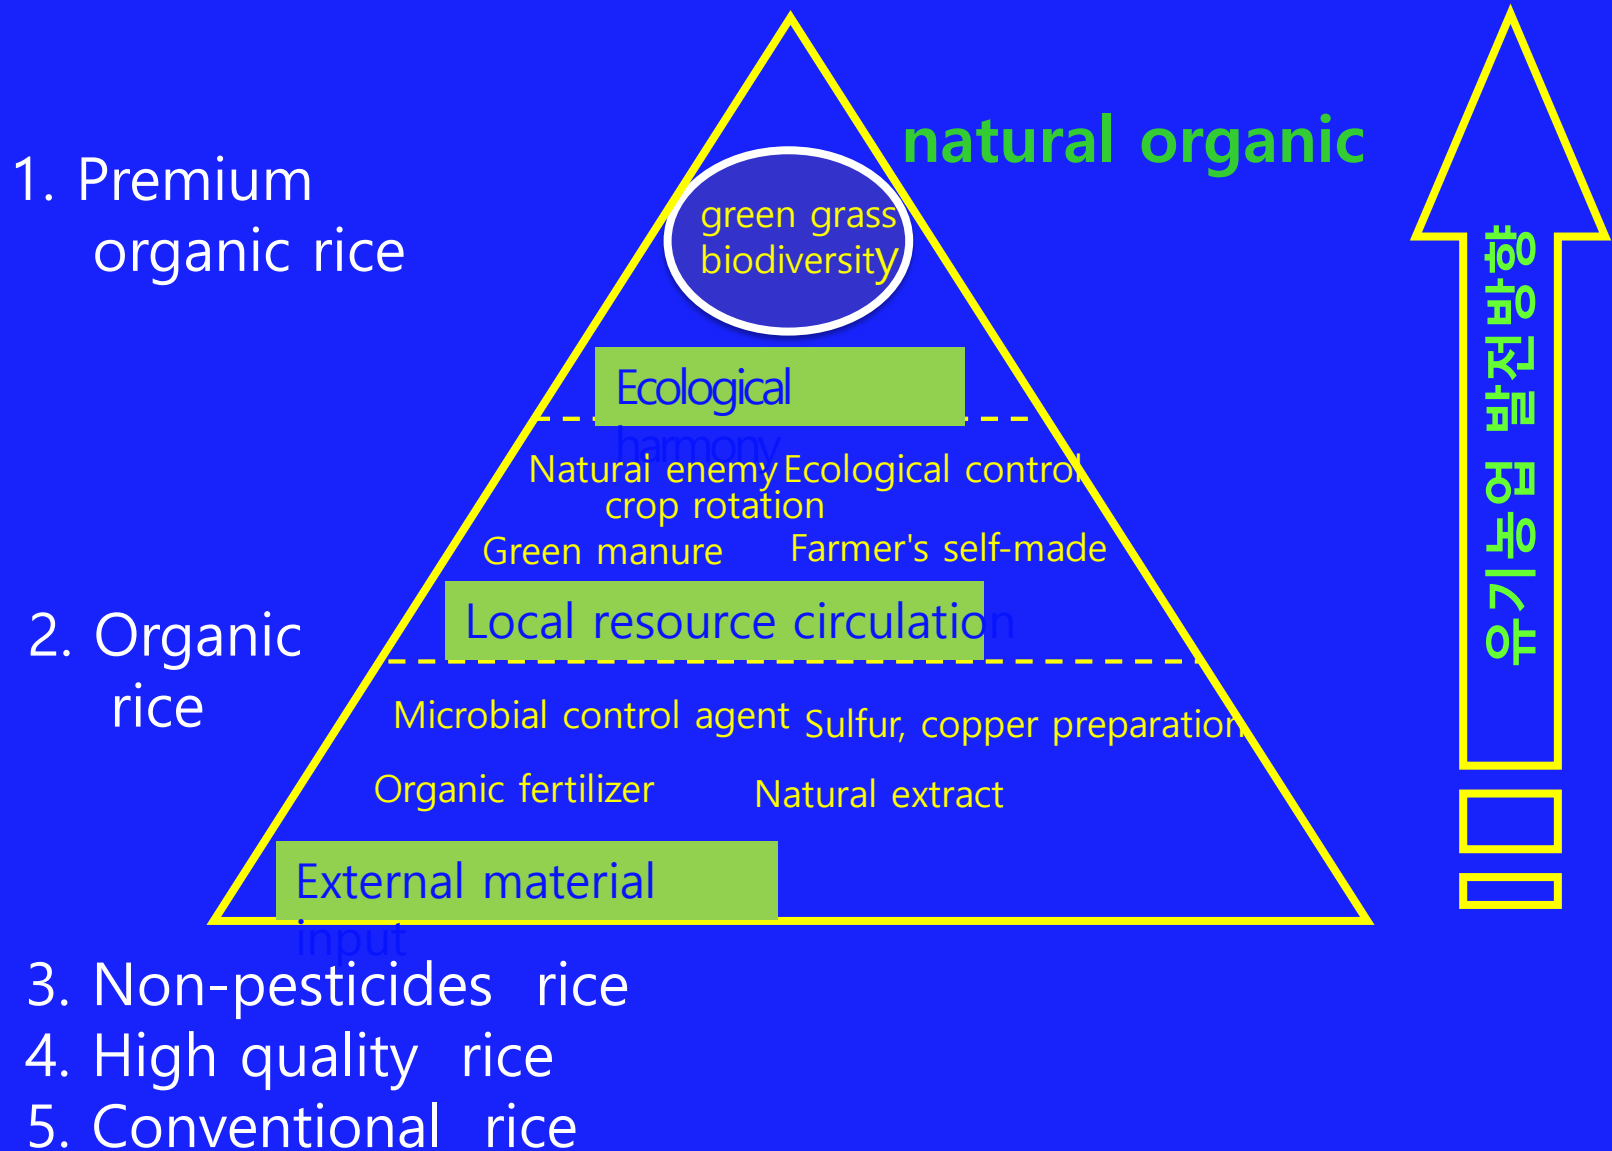 natural organic
1. Premium
organic rice
green grass
biodiversity
Ecological
harmony
Natural enemy
Ecological control
crop rotation
Green manure
Farmer's self-made
Local resource circulation
2. Organic
rice
Microbial control agent
Sulfur, copper preparation
Organic fertilizer
Natural extract
External material
input
3. Non-pesticides rice
4. High quality rice
5. Conventional rice
유기농업 발전방향